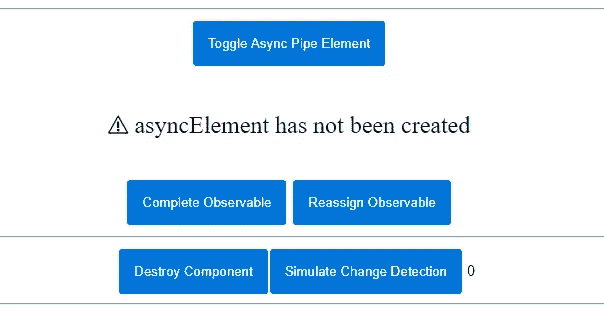 Toggle Async Pipe Element
⚠ asyncElement has not been created
Complete Observable Reassign Observable
Destroy Component Simulate Change Detection 0